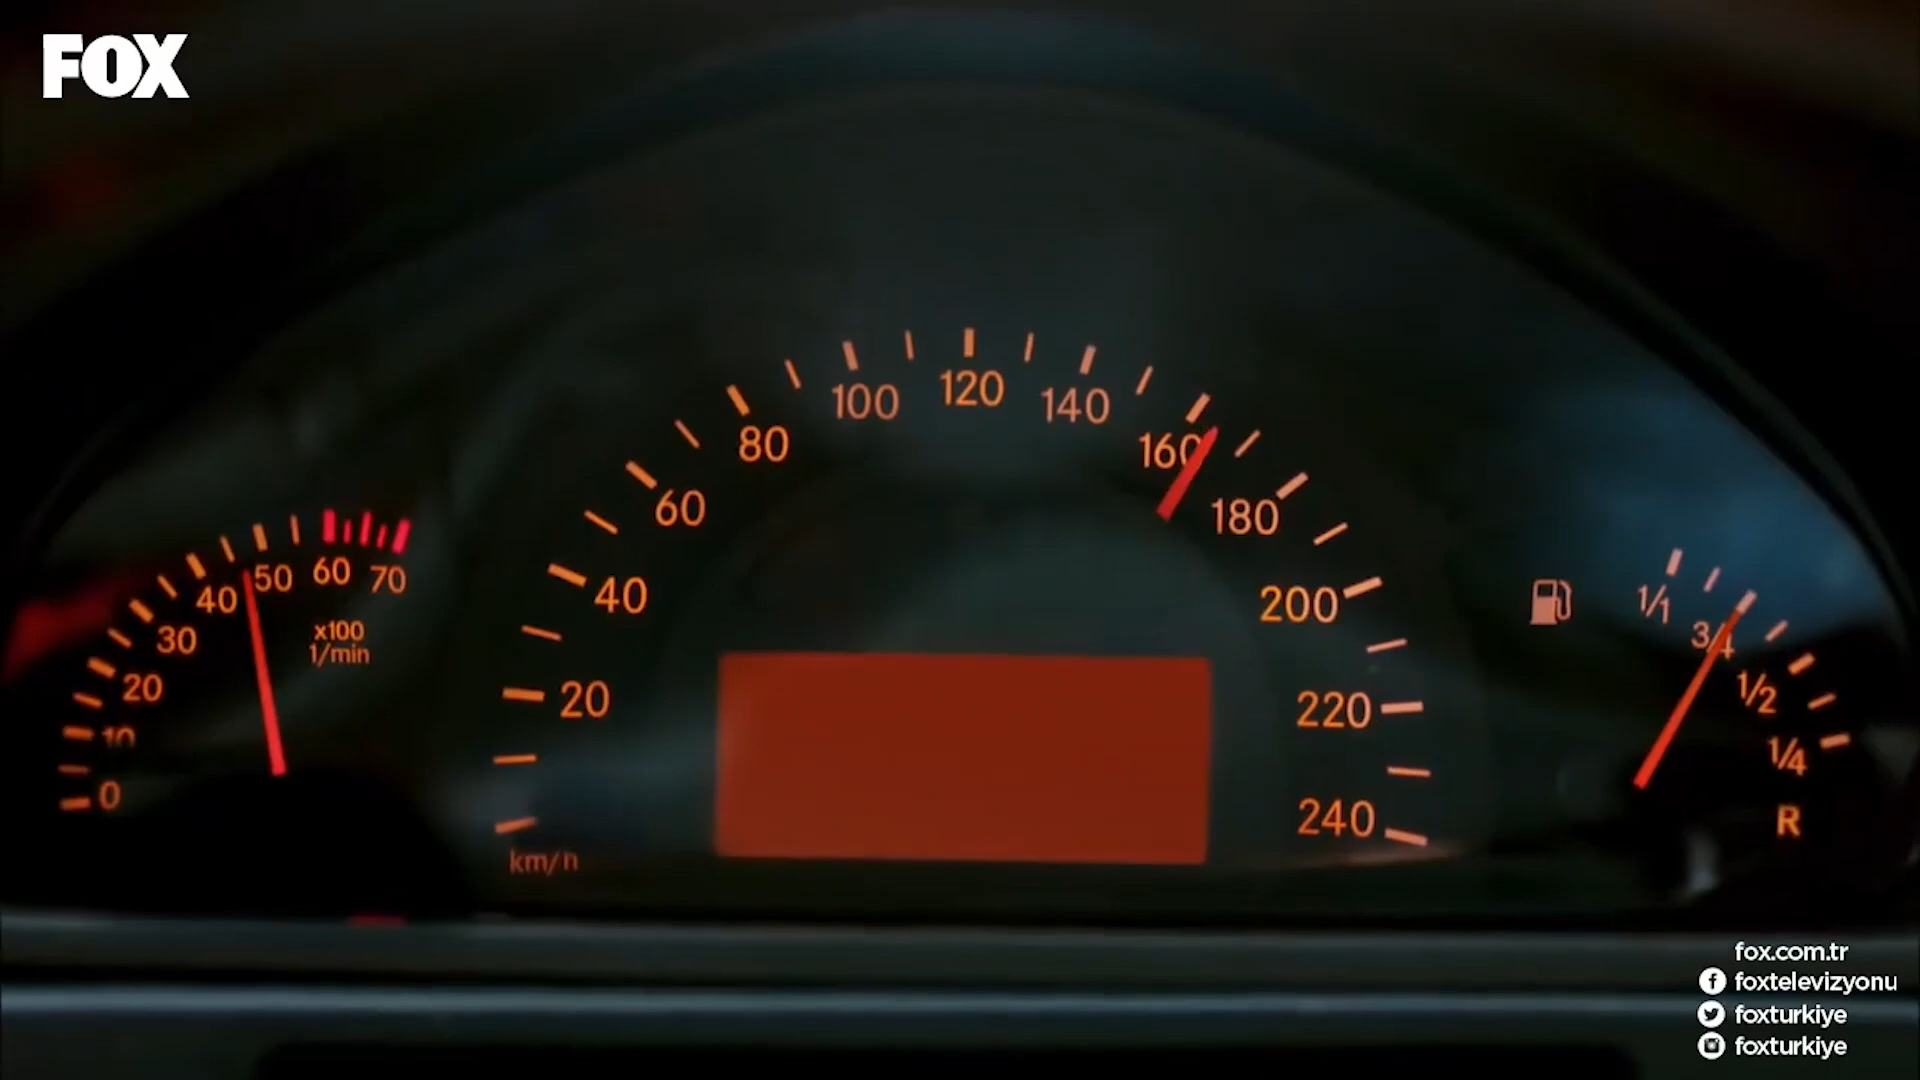 FOX
0
10
20
30
40
50
60
70
x100
1/min
20
40
60
80
100
120
140
160
180
200
220
240
km/h
1/1
3/4
1/2
1/4
R
fox.com.tr
foxtelevizyonu
foxturkiye
foxturkiye